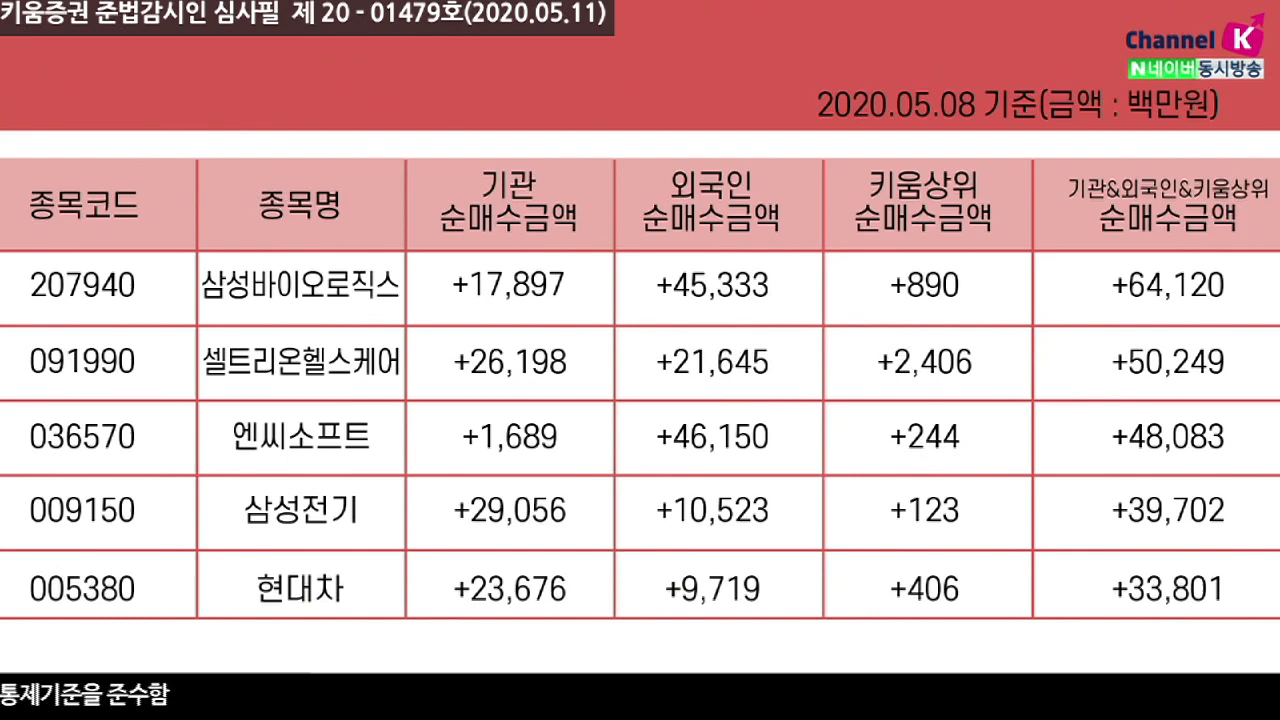 키움증권 준법감시인 심사필 제 20 - 01479호(2020.05.11)
Channel K
N 네이버 동시방송
2020.05.08 기준(금액 : 백만원)
종목코드 종목명 기관 순매수금액 외국인 순매수금액 키움상위 순매수금액 기관&외국인&키움상위 순매수금액
207940 삼성바이오로직스 +17,897 +45,333 +890 +64,120
091990 셀트리온헬스케어 +26,198 +21,645 +2,406 +50,249
036570 엔씨소프트 +1,689 +46,150 +244 +48,083
009150 삼성전기 +29,056 +10,523 +123 +39,702
005380 현대차 +23,676 +9,719 +406 +33,801
통제기준을 준수함